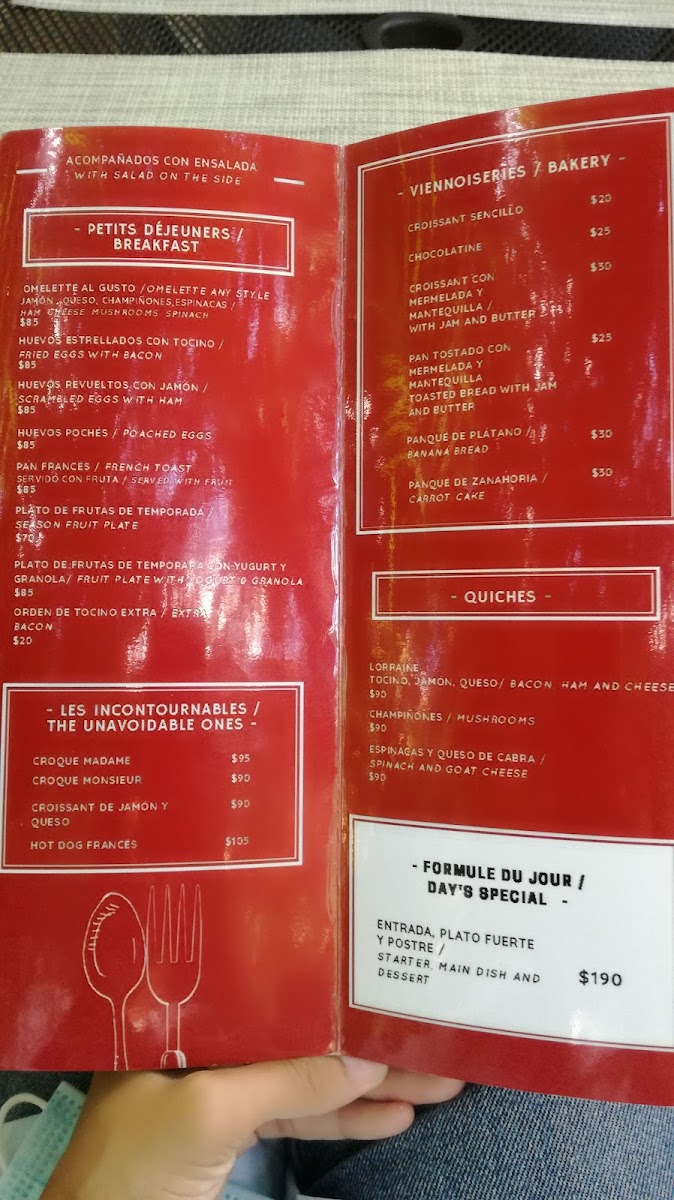 ACOMPAÑADOS CON ENSALADA
WITH SALAD ON THE SIDE
- PETITS DÉJEUNERS /
BREAKFAST
OMELETTE AL GUSTO / OMELETTE ANY STYLE
JAMÓN, QUESO, CHAMPIÑONES, ESPINACAS /
HAM CHEESE MUSHROOMS SPINACH
$85
HUEVOS ESTRELLADOS CON TOCINO /
FRIED EGGS WITH BACON
$85
HUEVOS REVUELTOS CON JAMÓN /
SCRAMBLED EGGS WITH HAM
$85
HUEVOS POCHÉS / POACHED EGGS
$85
PAN FRANCÉS / FRENCH TOAST
SERVIDO CON FRUTA / SERVED WITH FRUIT
$85
PLATO DE FRUTAS DE TEMPORADA /
SEASON FRUIT PLATE
$70
PLATO DE FRUTAS DE TEMPORADA CON YUGURT Y
GRANOLA/ FRUIT PLATE WITH YOGURT & GRANOLA
$85
ORDEN DE TOCINO EXTRA / EXTRA
BACON
$20
- LES INCONTOURNABLES /
THE UNAVOIDABLE ONES -
CROQUE MADAME $95
CROQUE MONSIEUR $90
CROISSANT DE JAMÓN Y $90
QUESO
HOT DOG FRANCÉS $105
- VIENNOISERIES / BAKERY -
CROISSANT SENCILLO $20
CHOCOLATINE $25
CROISSANT CON $30
MERMELADA Y
MANTEQUILLA /
WITH JAM AND BUTTER
PAN TOSTADO CON $25
MERMELADA Y
MANTEQUILLA
TOASTED BREAD WITH JAM
AND BUTTER
PANQUE DE PLÁTANO / $30
BANANA BREAD
PANQUE DE ZANAHORIA / $30
CARROT CAKE
- QUICHES -
LORRAINE
TOCINO, JAMÓN, QUESO/ BACON HAM AND CHEESE
$90
CHAMPIÑONES / MUSHROOMS
$90
ESPINACAS Y QUESO DE CABRA /
SPINACH AND GOAT CHEESE
$90
- FORMULE DU JOUR /
DAY'S SPECIAL -
ENTRADA, PLATO FUERTE
Y POSTRE /
STARTER, MAIN DISH AND $190
DESSERT